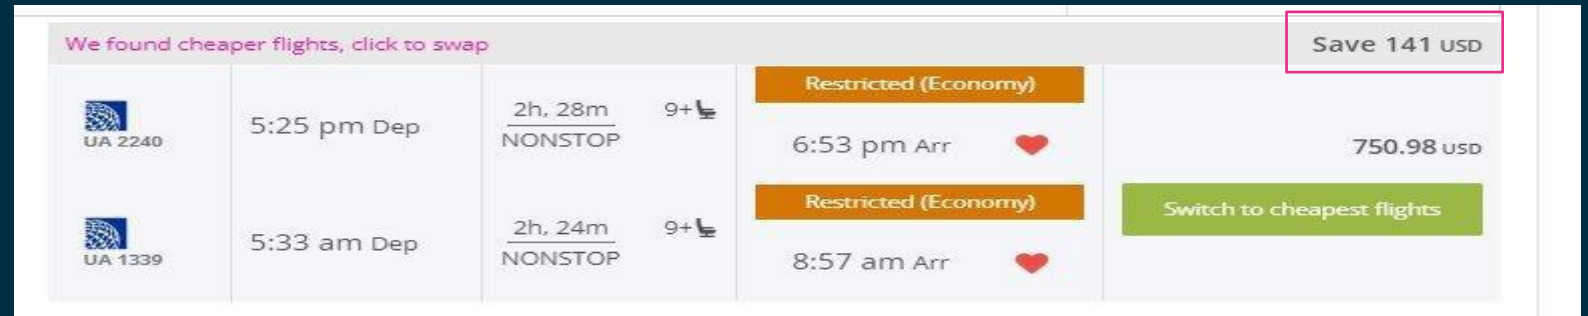 We found cheaper flights, click to swap
Save 141 USD
Restricted (Economy)
UA 2240
5:25 pm Dep
2h, 28m
NONSTOP
9+
6:53 pm Arr
750.98 USD
Restricted (Economy)
Switch to cheapest flights
UA 1339
5:33 am Dep
2h, 24m
NONSTOP
9+
8:57 am Arr